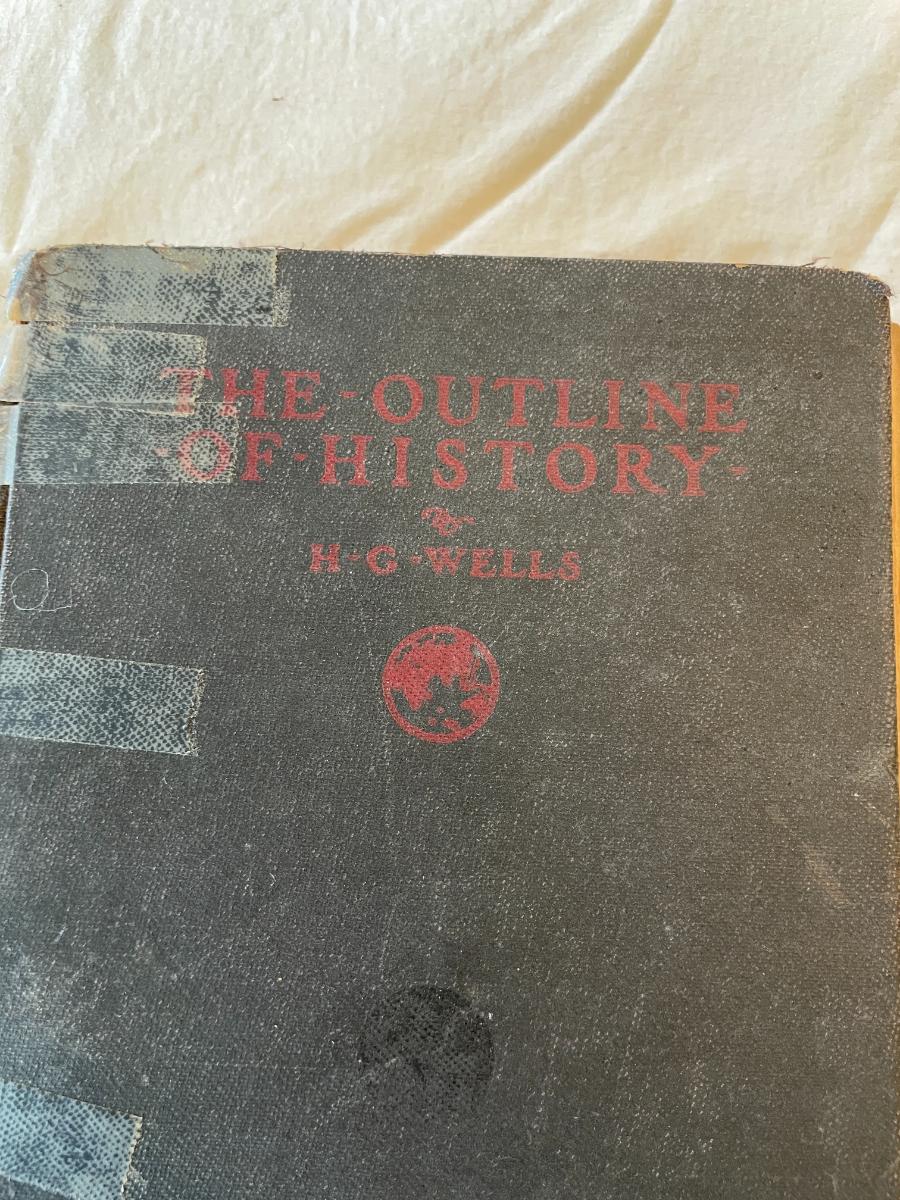 THE-OUTLINE
-OF-HISTORY-
H-G-WELLS